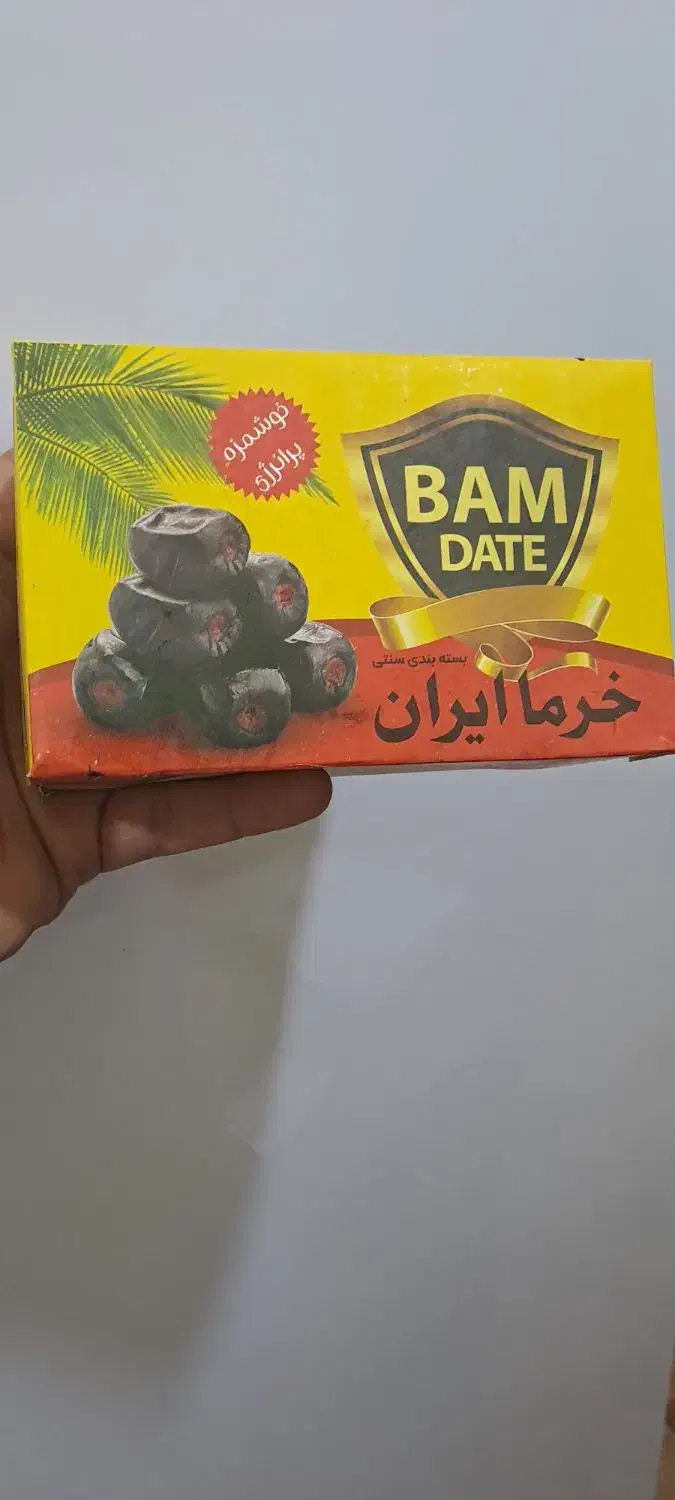 خوشمزه
پرانرژی
BAM
DATE
بسته بندی سنتی
خرما ایران